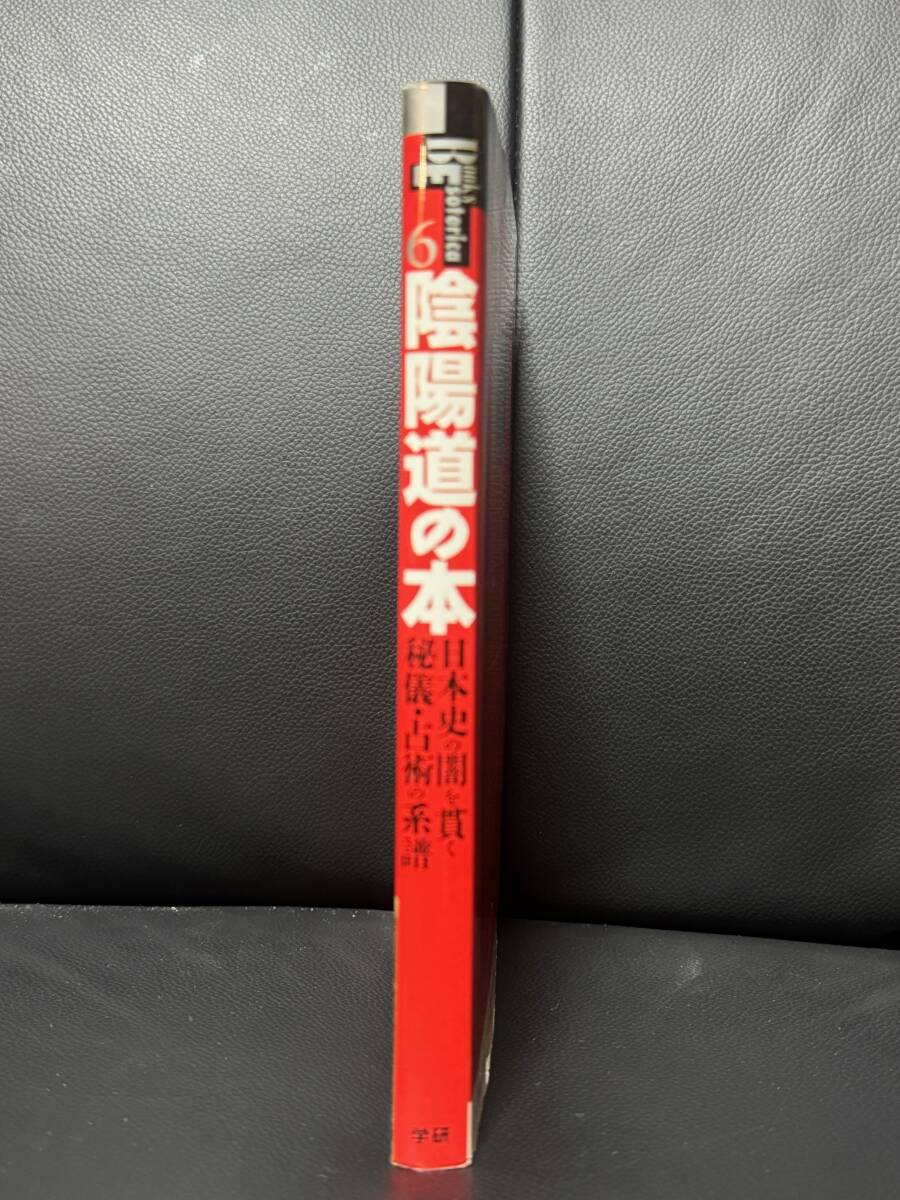 Books
Esoterica
6
陰陽道の本
日本史の闇を貫く
秘儀・占術の系譜
学研